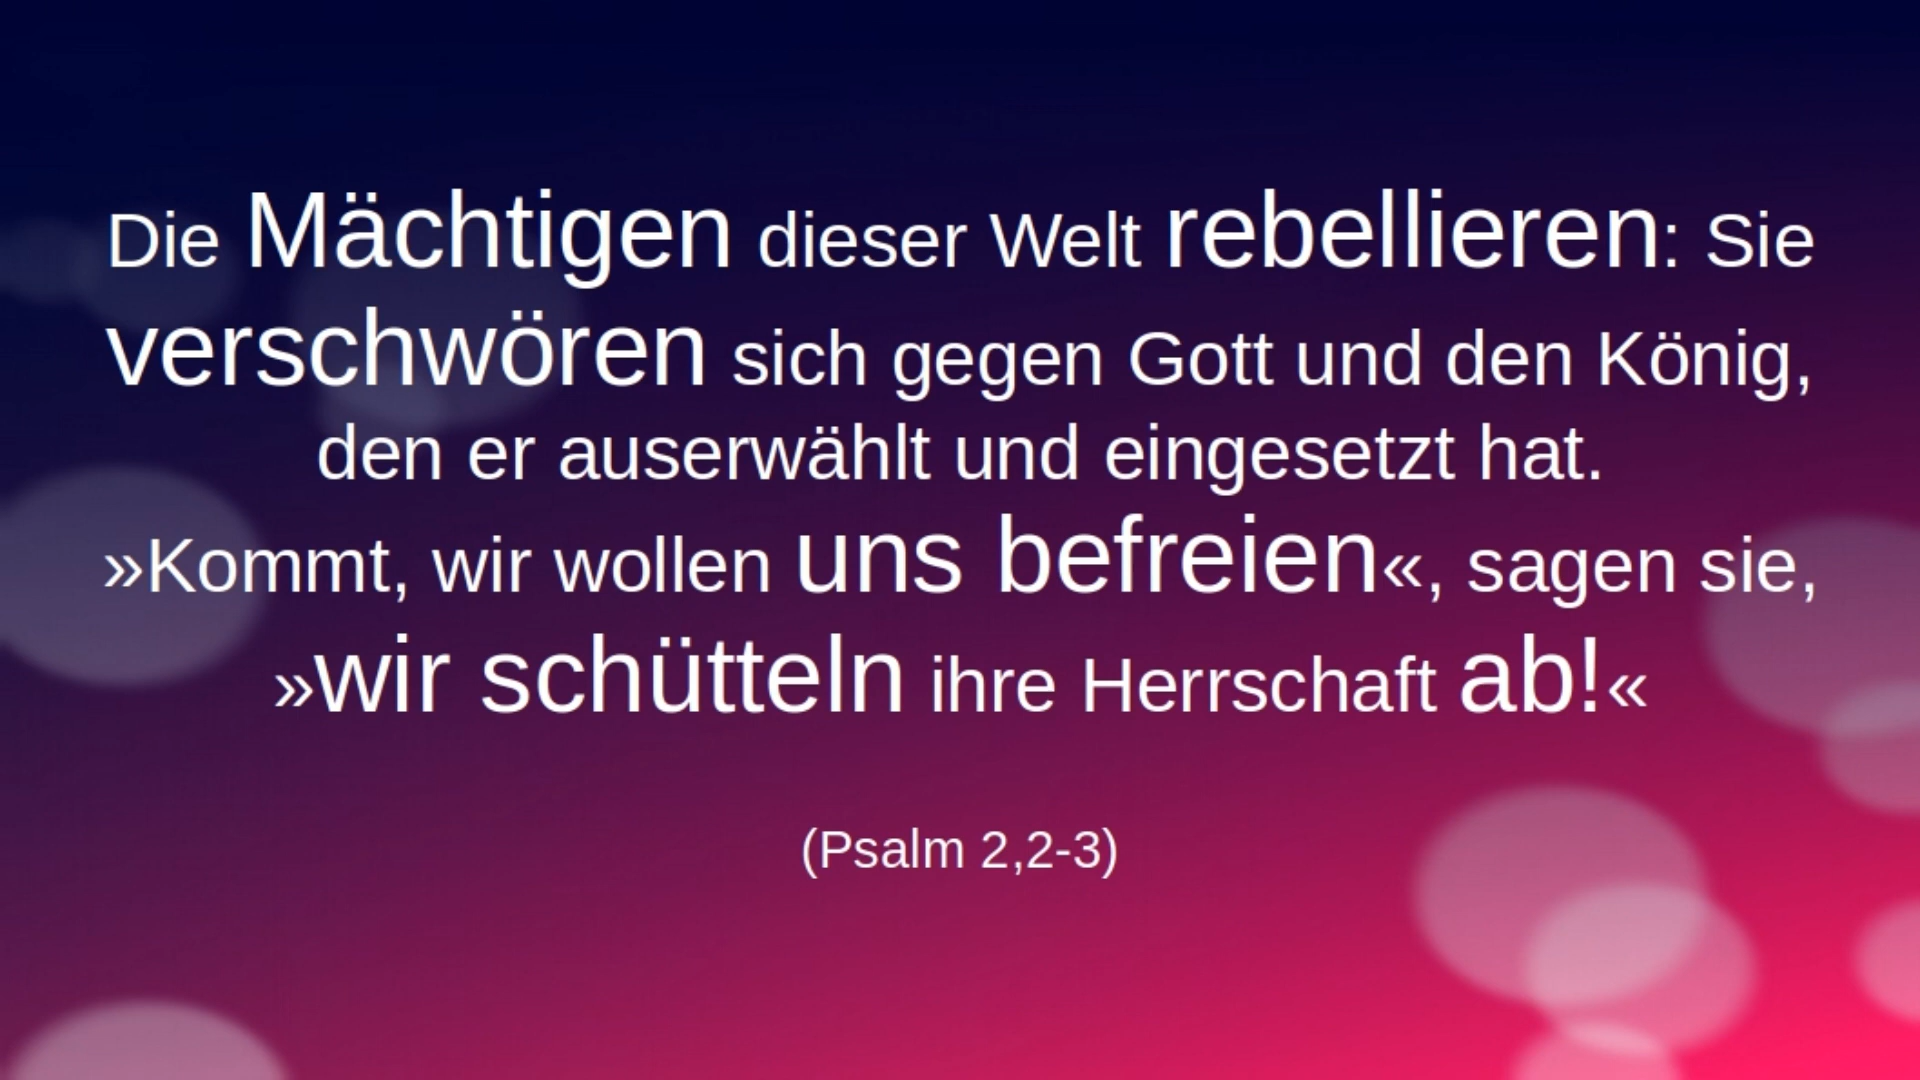 Die Mächtigen dieser Welt rebellieren: Sie
verschwören sich gegen Gott und den König,
den er auserwählt und eingesetzt hat.
»Kommt, wir wollen uns befreien«, sagen sie,
»wir schütteln ihre Herrschaft ab!«
(Psalm 2,2-3)